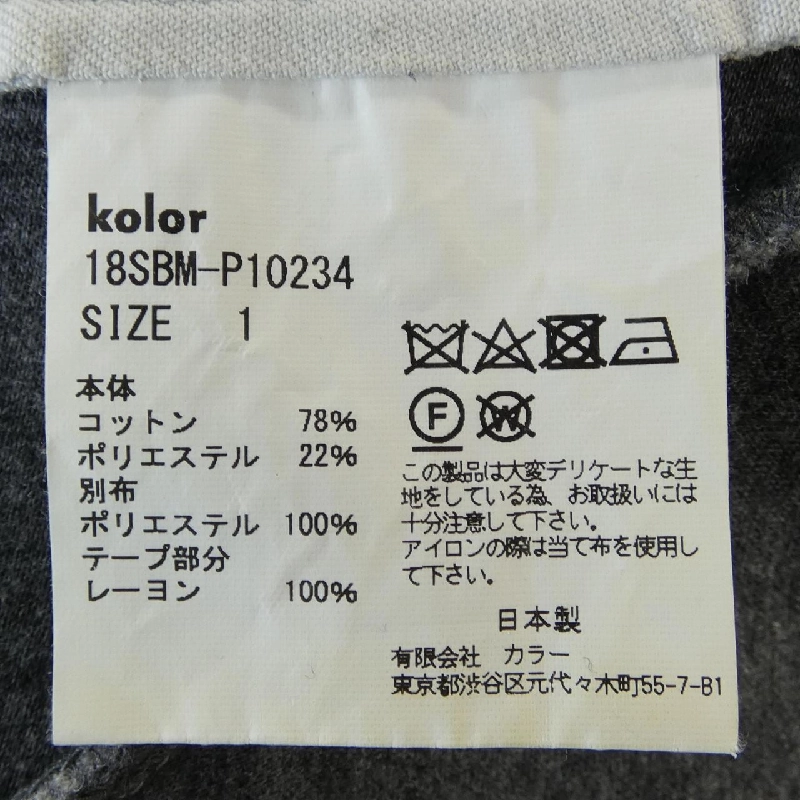 kolor
18SBM-P10234
SIZE 1
本体
コットン 78%
ポリエステル 22%
別布
ポリエステル 100%
テープ部分
レーヨン 100%
F
W
この製品は大変デリケートな生
地をしている為、お取扱いには
十分注意して下さい。
アイロンの際は当て布を使用し
て下さい。
日本製
有限会社 カラー
東京都渋谷区元代々木町55-7-B1